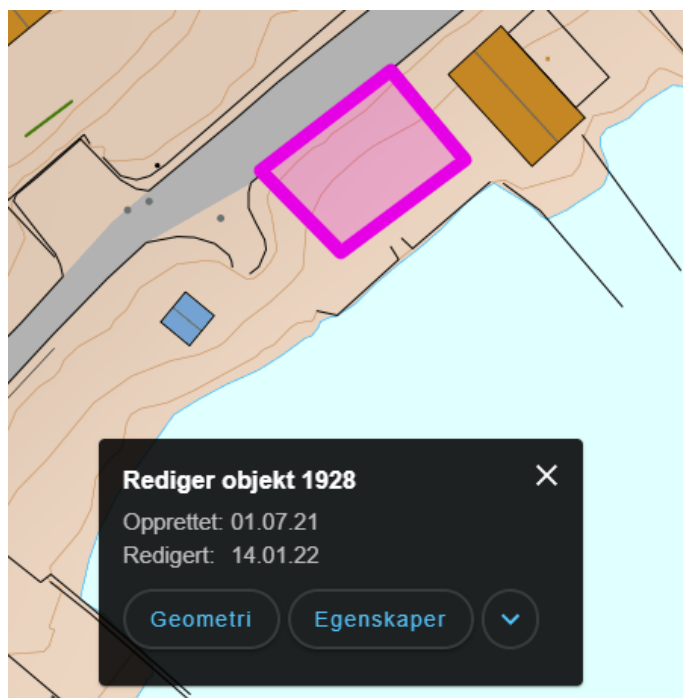 Rediger objekt 1928
Opprettet: 01.07.21
Redigert: 14.01.22
Geometri
Egenskaper